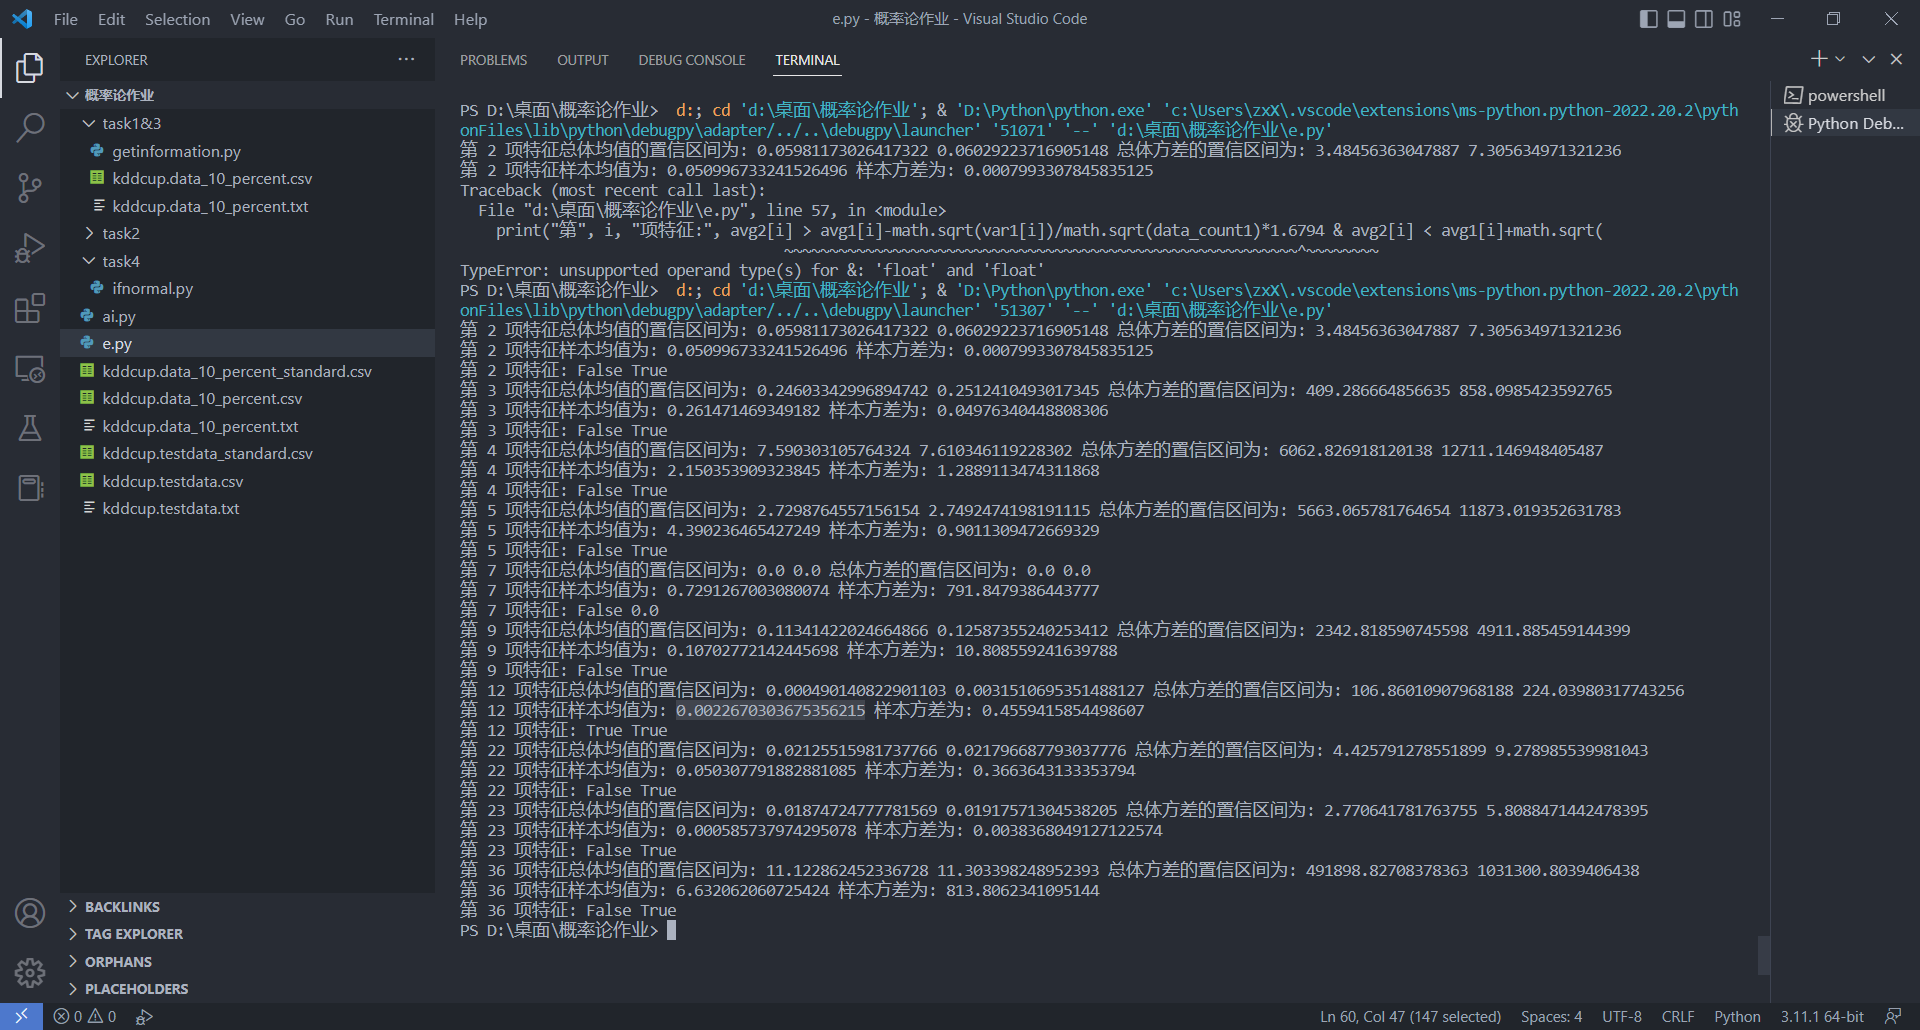 File Edit Selection View Go Run Terminal Help
e.py - 概率论作业 - Visual Studio Code
EXPLORER
概率论作业
task1&3
getinformation.py
kddcup.data_10_percent.csv
kddcup.data_10_percent.txt
task2
task4
ifnormal.py
ai.py
e.py
kddcup.data_10_percent_standard.csv
kddcup.data_10_percent.csv
kddcup.data_10_percent.txt
kddcup.testdata_standard.csv
kddcup.testdata.csv
kddcup.testdata.txt
BACKLINKS
TAG EXPLORER
ORPHANS
PLACEHOLDERS
PROBLEMS OUTPUT DEBUG CONSOLE TERMINAL
PS D:\桌面\概率论作业>  d:; cd 'd:\桌面\概率论作业'; & 'D:\Python\python.exe' 'c:\Users\zxX\.vscode\extensions\ms-python.python-2022.20.2\pyth
onFiles\lib\python\debugpy\adapter/../..\debugpy\launcher' '51071' '--' 'd:\桌面\概率论作业\e.py'
第 2 项特征总体均值的置信区间为: 0.05981173026417322 0.06029223716905148 总体方差的置信区间为: 3.48456363047887 7.305634971321236
第 2 项特征样本均值为: 0.050996733241526496 样本方差为: 0.0007993307845835125
Traceback (most recent call last):
File "d:\桌面\概率论作业\e.py", line 57, in <module>
print("第", i, "项特征:", avg2[i] > avg1[i]-math.sqrt(var1[i])/math.sqrt(data_count1)*1.6794 & avg2[i] < avg1[i]+math.sqrt(
~~~~~~~~~~~~~~~~~~~~~~~~~~~~~~~~~~~~~~~~~~~~~~~~~~~~~~~~~^~~~~~~~~
TypeError: unsupported operand type(s) for &: 'float' and 'float'
PS D:\桌面\概率论作业>  d:; cd 'd:\桌面\概率论作业'; & 'D:\Python\python.exe' 'c:\Users\zxX\.vscode\extensions\ms-python.python-2022.20.2\pyth
onFiles\lib\python\debugpy\adapter/../..\debugpy\launcher' '51307' '--' 'd:\桌面\概率论作业\e.py'
第 2 项特征总体均值的置信区间为: 0.05981173026417322 0.06029223716905148 总体方差的置信区间为: 3.48456363047887 7.305634971321236
第 2 项特征样本均值为: 0.050996733241526496 样本方差为: 0.0007993307845835125
第 2 项特征: False True
第 3 项特征总体均值的置信区间为: 0.24603342996894742 0.2512410493017345 总体方差的置信区间为: 409.286664856635 858.0985423592765
第 3 项特征样本均值为: 0.261471469349182 样本方差为: 0.04976340448808306
第 3 项特征: False True
第 4 项特征总体均值的置信区间为: 7.590303105764324 7.610346119228302 总体方差的置信区间为: 6062.826918120138 12711.146948405487
第 4 项特征样本均值为: 2.150353909323845 样本方差为: 1.2889113474311868
第 4 项特征: False True
第 5 项特征总体均值的置信区间为: 2.7298764557156154 2.7492474198191115 总体方差的置信区间为: 5663.065781764654 11873.019352631783
第 5 项特征样本均值为: 4.390236465427249 样本方差为: 0.9011309472669329
第 5 项特征: False True
第 7 项特征总体均值的置信区间为: 0.0 0.0 总体方差的置信区间为: 0.0 0.0
第 7 项特征样本均值为: 0.7291267003080074 样本方差为: 791.8479386443777
第 7 项特征: False 0.0
第 9 项特征总体均值的置信区间为: 0.11341422024664866 0.12587355240253412 总体方差的置信区间为: 2342.818590745598 4911.885459144399
第 9 项特征样本均值为: 0.10702772142445698 样本方差为: 10.808559241639788
第 9 项特征: False True
第 12 项特征总体均值的置信区间为: 0.000490140822901103 0.0031510695351488127 总体方差的置信区间为: 106.86010907968188 224.03980317743256
第 12 项特征样本均值为: 0.0022670303675356215 样本方差为: 0.4559415854498607
第 12 项特征: True True
第 22 项特征总体均值的置信区间为: 0.02125515981737766 0.021796687793037776 总体方差的置信区间为: 4.425791278551899 9.278985539981043
第 22 项特征样本均值为: 0.050307791882881085 样本方差为: 0.3663643133353794
第 22 项特征: False True
第 23 项特征总体均值的置信区间为: 0.01874724777781569 0.01917571304538205 总体方差的置信区间为: 2.770641781763755 5.8088471442478395
第 23 项特征样本均值为: 0.000585737974295078 样本方差为: 0.0038368049127122574
第 23 项特征: False True
第 36 项特征总体均值的置信区间为: 11.122862452336728 11.303398248952393 总体方差的置信区间为: 491898.82708378363 1031300.8039406438
第 36 项特征样本均值为: 6.632062060725424 样本方差为: 813.8062341095144
第 36 项特征: False True
PS D:\桌面\概率论作业>
powershell
Python Deb...
0 0
Ln 60, Col 47 (147 selected) Spaces: 4 UTF-8 CRLF Python 3.11.1 64-bit